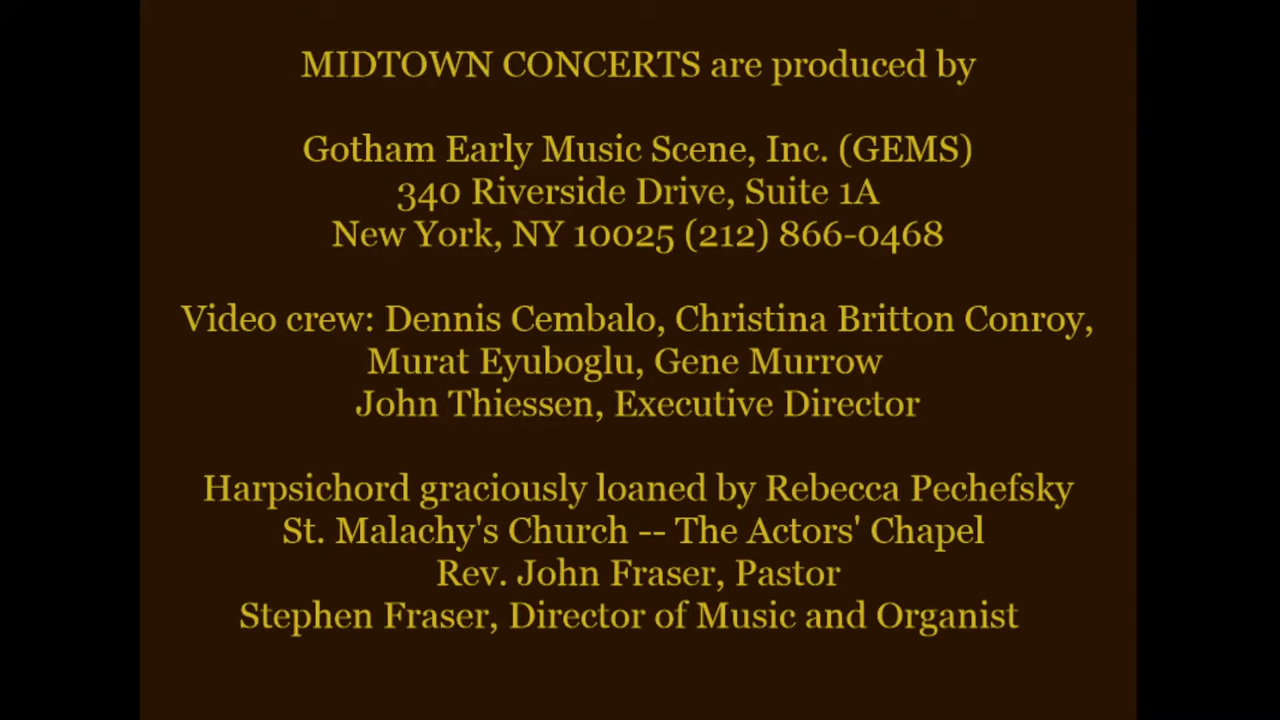 MIDTOWN CONCERTS are produced by
Gotham Early Music Scene, Inc. (GEMS)
340 Riverside Drive, Suite 1A
New York, NY 10025 (212) 866-0468
Video crew: Dennis Cembalo, Christina Britton Conroy,
Murat Eyuboglu, Gene Murrow
John Thiessen, Executive Director
Harpsichord graciously loaned by Rebecca Pechefsky
St. Malachy's Church -- The Actors' Chapel
Rev. John Fraser, Pastor
Stephen Fraser, Director of Music and Organist